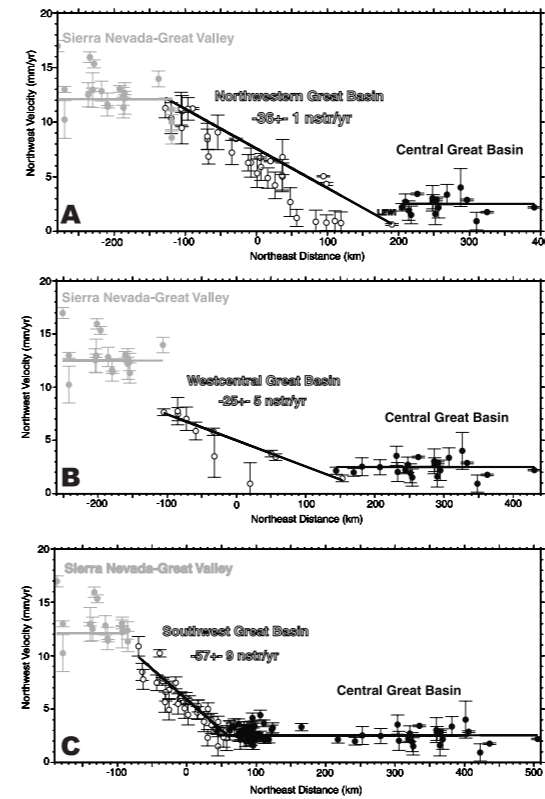 20
Sierra Nevada-Great Valley
15
Northwestern Great Basin
-36+- 1 nstr/yr
10
Central Great Basin
5
LEWI
A
0
-200 -100 0 100 200 300 40
Northeast Distance (km)
Northwest Velocity (mm/yr)
20
Sierra Nevada-Great Valley
15
Westcentral Great Basin
10
-25+- 5 nstr/yr
Central Great Basin
5
B
0
-200 -100 0 100 200 300 400
Northeast Distance (km)
Northwest Velocity (mm/yr)
20
Sierra Nevada-Great Valley
15
Southwest Great Basin
10
-57+- 9 nstr/yr
Central Great Basin
5
C
0
-100 0 100 200 300 400 500
Northeast Distance (km)
Northwest Velocity (mm/yr)